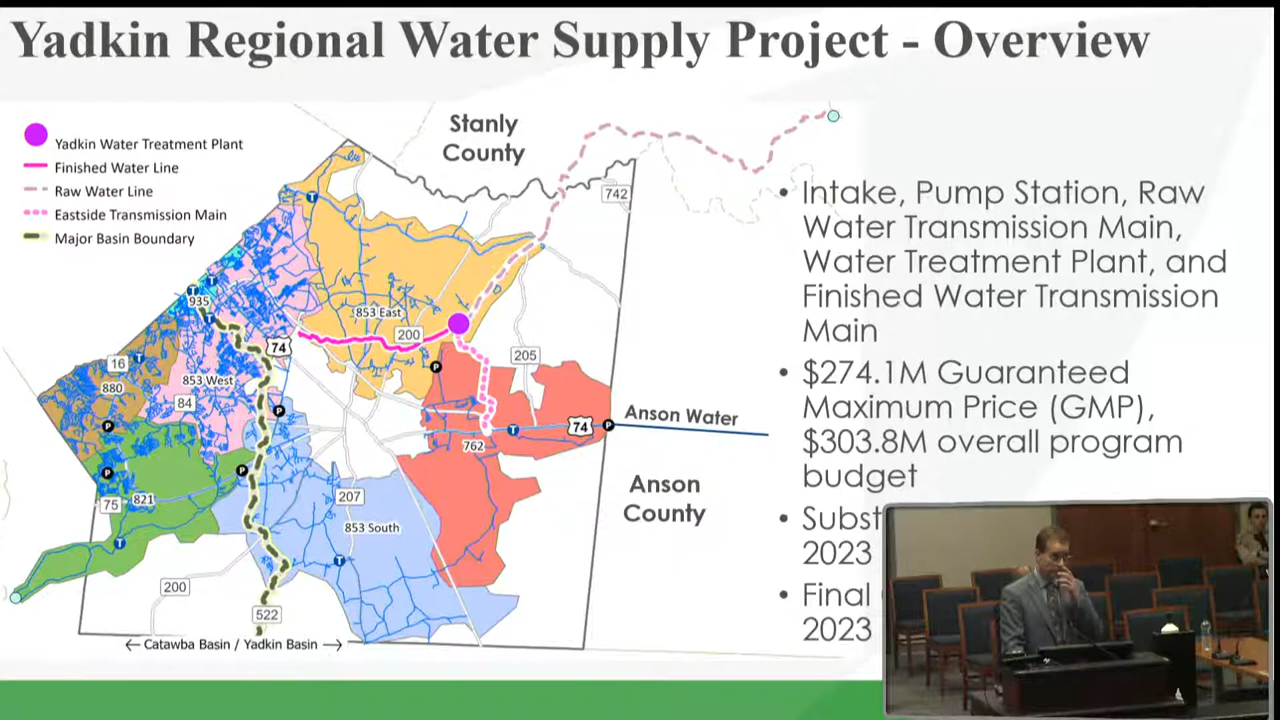 Yadkin Regional Water Supply Project - Overview
Yadkin Water Treatment Plant
Finished Water Line
Raw Water Line
Eastside Transmission Main
Major Basin Boundary
Stanly
County
742
935
853 East
200
74
16
880
853 West
84
205
Anson Water
74
762
Anson
County
75
821
207
853 South
200
522
← Catawba Basin / Yadkin Basin →
T
T
T
T
T
T
T
T
P
P
P
P
P
P
• Intake, Pump Station, Raw
Water Transmission Main,
Water Treatment Plant, and
Finished Water Transmission
Main
• $274.1M Guaranteed
Maximum Price (GMP),
$303.8M overall program
budget
• Subst
2023
• Final
2023